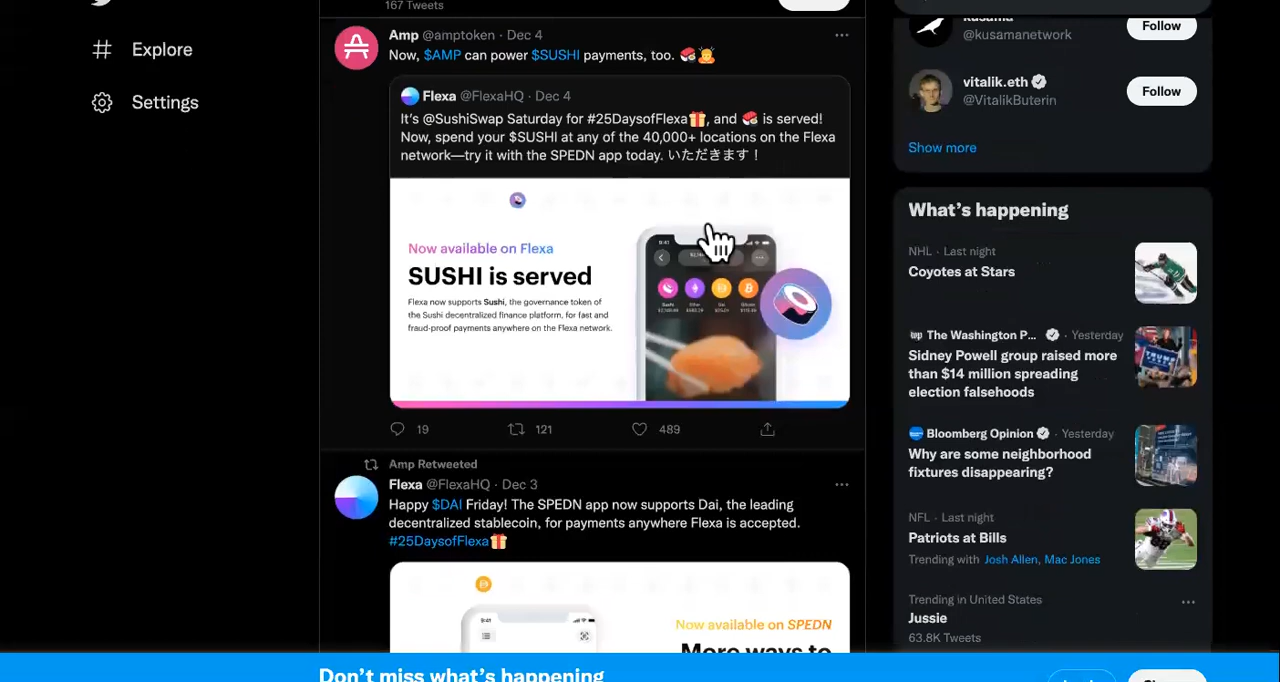 167 Tweets
Explore
Settings
Amp @amptoken · Dec 4
Now, $AMP can power $SUSHI payments, too. 🍣🙇
Flexa @FlexaHQ · Dec 4
It's @SushiSwap Saturday for #25DaysofFlexa🎁, and 🍣 is served!
Now, spend your $SUSHI at any of the 40,000+ locations on the Flexa
network—try it with the SPEDN app today. いただきます！
Now available on Flexa
SUSHI is served
Flexa now supports Sushi, the governance token of
the Sushi decentralized finance platform, for fast and
fraud-proof payments anywhere on the Flexa network.
9:41
19
121
489
Amp Retweeted
Flexa @FlexaHQ · Dec 3
Happy $DAI Friday! The SPEDN app now supports Dai, the leading
decentralized stablecoin, for payments anywhere Flexa is accepted.
#25DaysofFlexa🎁
9:41
Now available on SPEDN
More ways to
kusama
@kusamanetwork
Follow
vitalik.eth
@VitalikButerin
Follow
Show more
What's happening
NHL · Last night
Coyotes at Stars
The Washington P... · Yesterday
Sidney Powell group raised more
than $14 million spreading
election falsehoods
Bloomberg Opinion · Yesterday
Why are some neighborhood
fixtures disappearing?
NFL · Last night
Patriots at Bills
Trending with Josh Allen, Mac Jones
Trending in United States
Jussie
63.8K Tweets
Don't miss what's happening